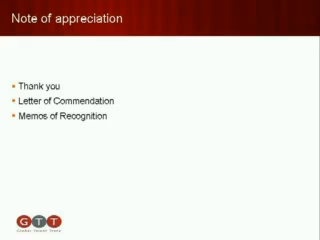 Note of appreciation
Thank you
Letter of Commendation
Memos of Recognition
GTT